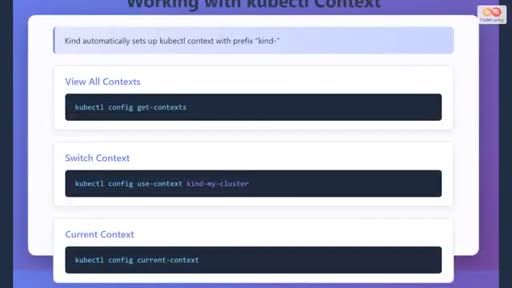 Working with kubectl Context
CodeLucky
Kind automatically sets up kubectl context with prefix "kind-"
View All Contexts
kubectl config get-contexts
Switch Context
kubectl config use-context kind-my-cluster
Current Context
kubectl config current-context